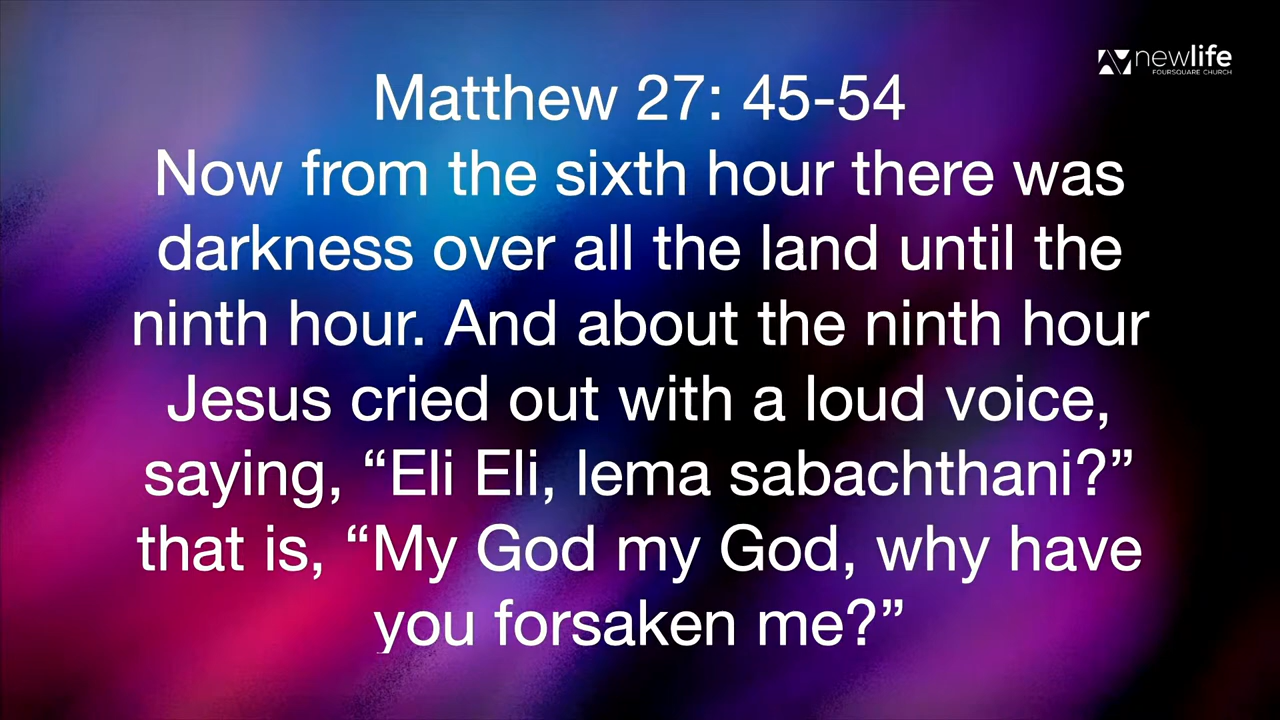 newlife
FOURSQUARE CHURCH
Matthew 27: 45-54
Now from the sixth hour there was
darkness over all the land until the
ninth hour. And about the ninth hour
Jesus cried out with a loud voice,
saying, “Eli Eli, lema sabachthani?”
that is, “My God my God, why have
you forsaken me?”